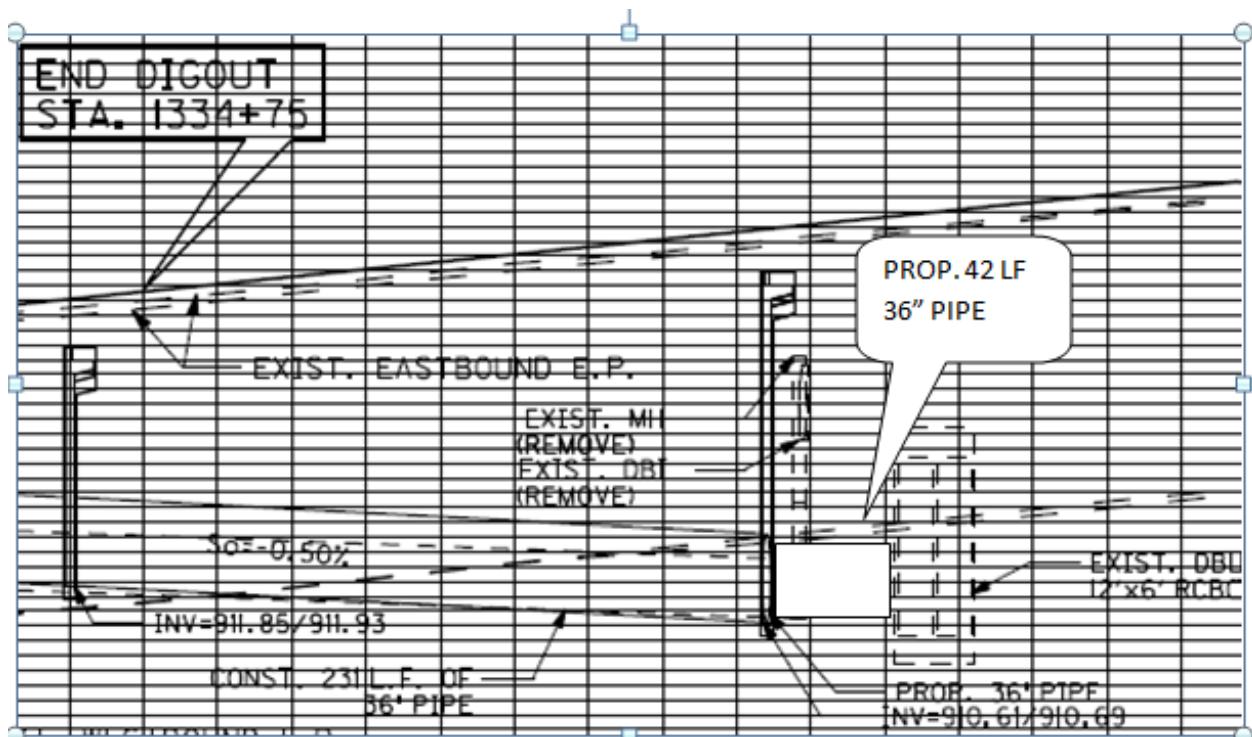 END DIGOUT
STA. 1334+75
PROP. 42 LF
36" PIPE
EXIST. EASTBOUND E.P.
EXIST. MH
(REMOVE)
EXIST. DBI
(REMOVE)
So=-0.50%
EXIST. DBL
12'x6' RCBC
INV=911.85/911.93
CONST. 231 L.F. OF
36' PIPE
PROP. 36' PIPE
INV=910.61/910.69